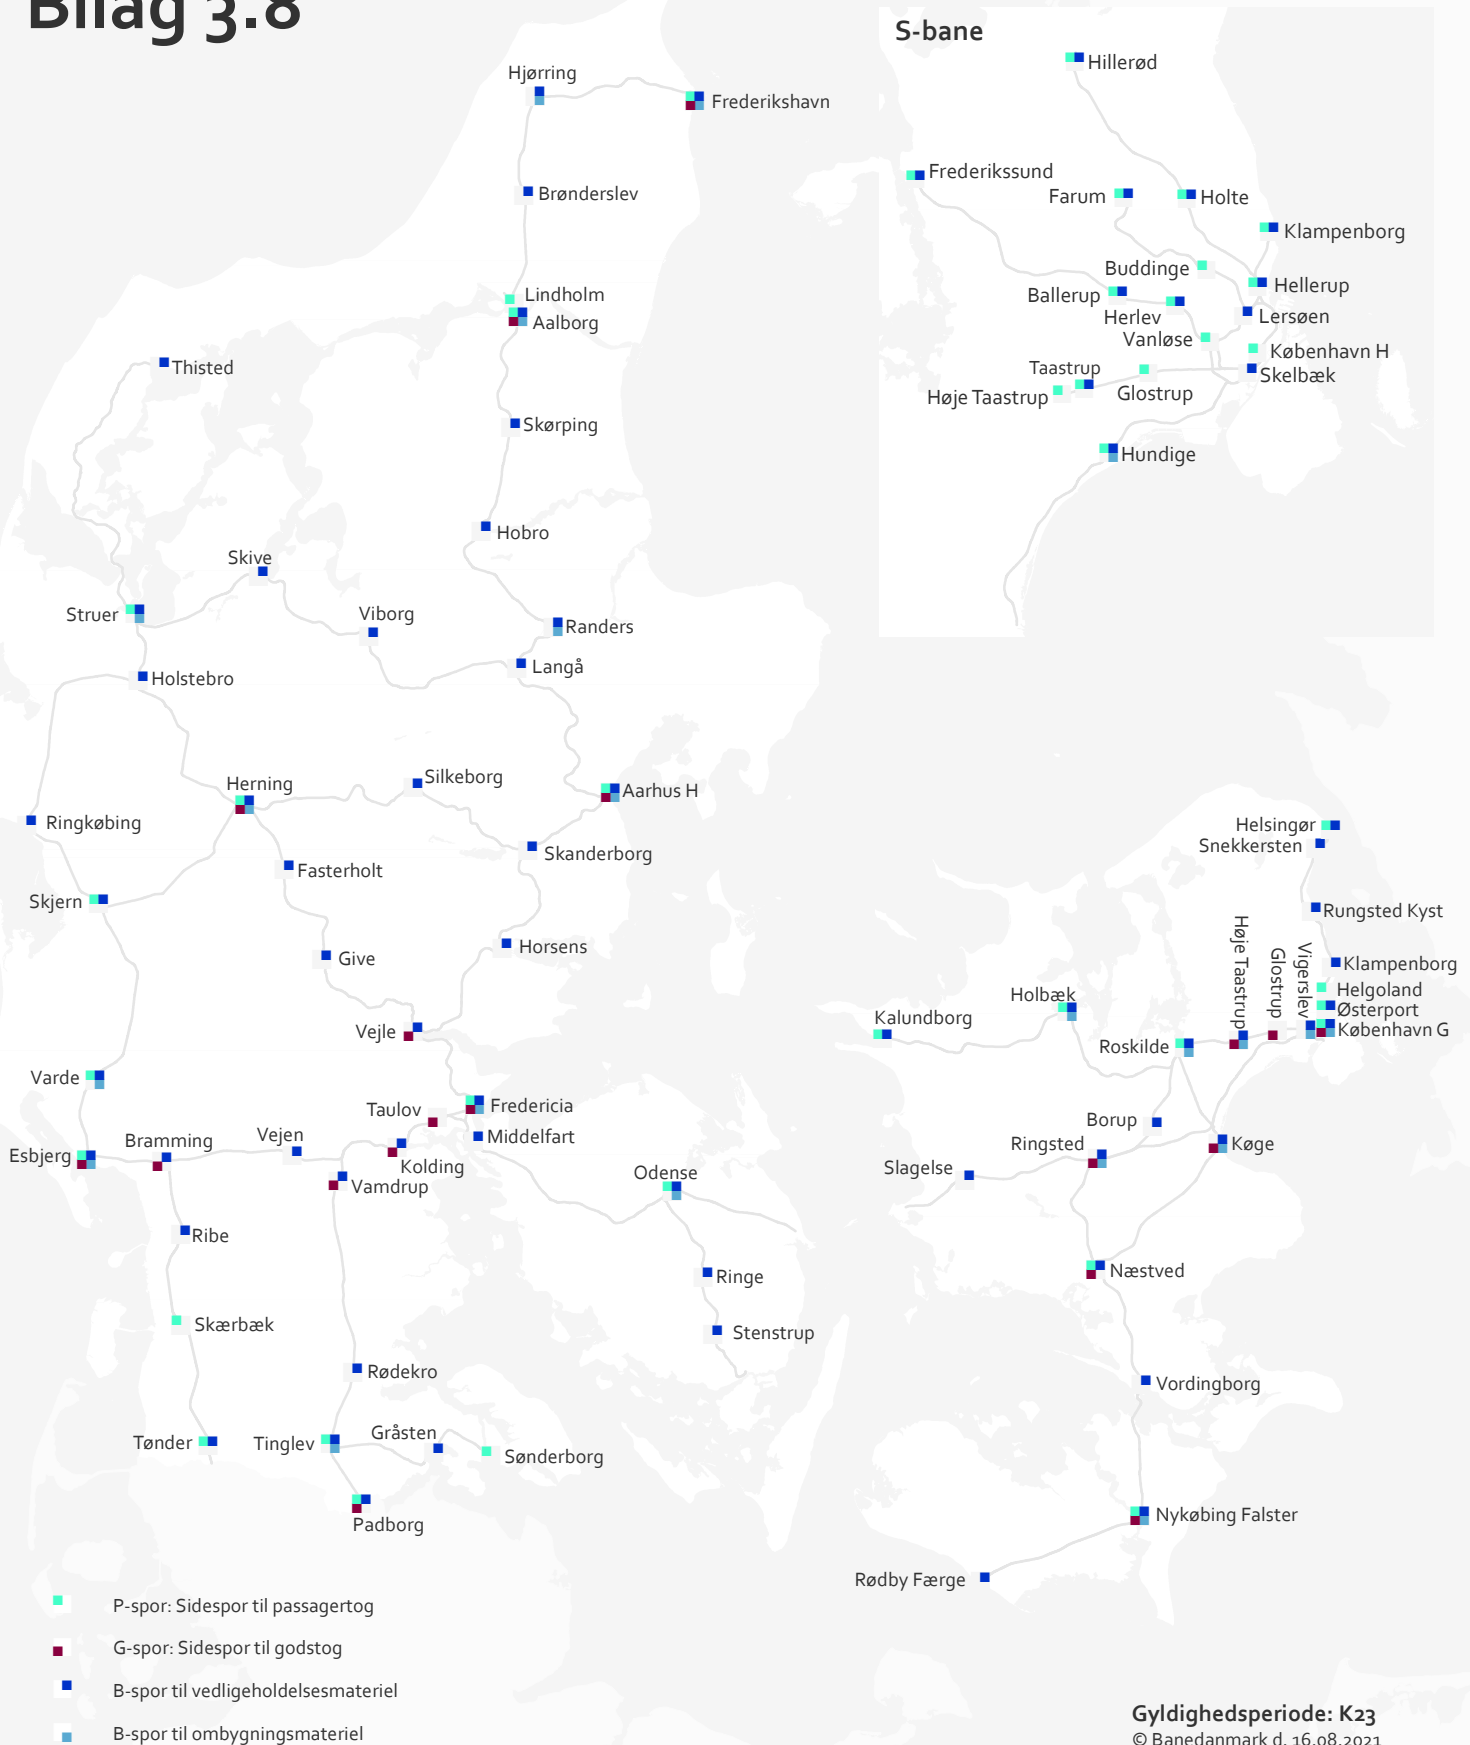 Bilag 3.8
S-bane
Hillerød
Frederikssund
Farum
Holte
Klampenborg
Buddinge
Hellerup
Ballerup
Herlev
Lersøen
Vanløse
København H
Taastrup
Skelbæk
Høje Taastrup
Glostrup
Hundige
Hjørring
Frederikshavn
Brønderslev
Lindholm
Aalborg
Thisted
Skørping
Hobro
Skive
Struer
Viborg
Randers
Langå
Holstebro
Herning
Silkeborg
Aarhus H
Ringkøbing
Skanderborg
Fasterholt
Skjern
Horsens
Give
Vejle
Varde
Taulov
Fredericia
Middelfart
Esbjerg
Bramming
Vejen
Kolding
Vamdrup
Odense
Ribe
Ringe
Skærbæk
Stenstrup
Rødekro
Tønder
Tinglev
Gråsten
Sønderborg
Padborg
Helsingør
Snekkersten
Rungsted Kyst
Høje Taastrup
Glostrup
Vigerslev
Klampenborg
Helgoland
Østerport
København G
Holbæk
Kalundborg
Roskilde
Borup
Ringsted
Køge
Slagelse
Næstved
Vordingborg
Nykøbing Falster
Rødby Færge
P-spor: Sidespor til passagertog
G-spor: Sidespor til godstog
B-spor til vedligeholdelsesmateriel
B-spor til ombygningsmateriel
Gyldighedsperiode: K23
© Banedanmark d. 16.08.2021